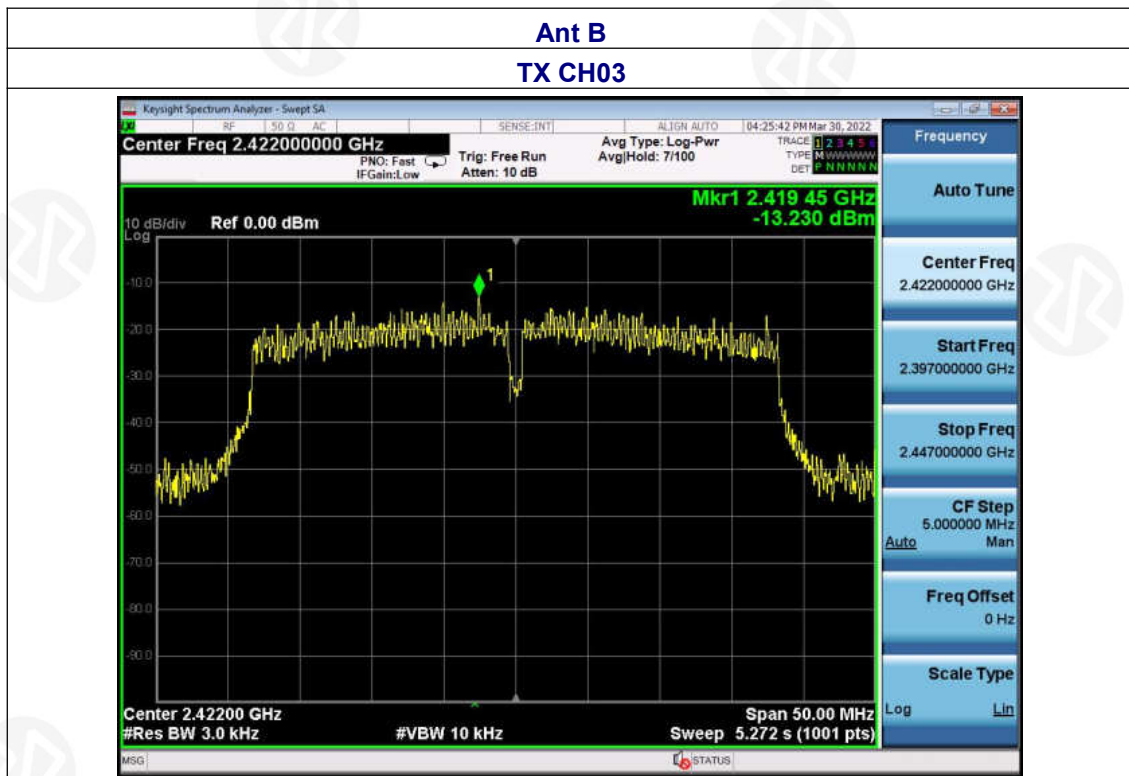 Ant B
TX CH03
Keysight Spectrum Analyzer - Swept SA
RF 50 Ω AC SENSE:INT ALIGN AUTO 04:25:42 PM Mar 30, 2022
Center Freq 2.422000000 GHz
PNO: Fast
IFGain:Low
Trig: Free Run
Atten: 10 dB
Avg Type: Log-Pwr
Avg|Hold: 7/100
TRACE 1 2 3 4 5 6
TYPE M WWWWW
DET P N N N N N
Frequency
Mkr1 2.419 45 GHz
-13.230 dBm
10 dB/div Ref 0.00 dBm
Log
1
-10.0
-20.0
-30.0
-40.0
-50.0
-60.0
-70.0
-80.0
-90.0
Center 2.42200 GHz Span 50.00 MHz
#Res BW 3.0 kHz #VBW 10 kHz Sweep 5.272 s (1001 pts)
Auto Tune
Center Freq
2.422000000 GHz
Start Freq
2.397000000 GHz
Stop Freq
2.447000000 GHz
CF Step
5.000000 MHz
Auto Man
Freq Offset
0 Hz
Scale Type
Log Lin
MSG STATUS